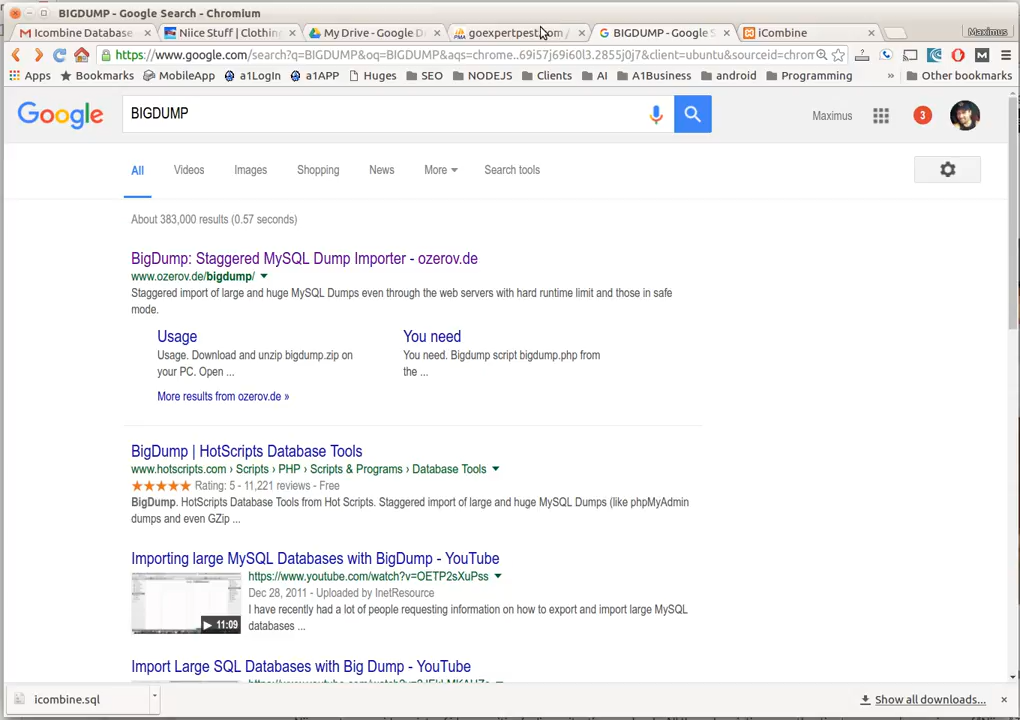 BIGDUMP - Google Search - Chromium
Icombine Database × Niice Stuff | Clothin × My Drive - Google D × goexpertpest.com / × BIGDUMP - Google S × iCombine × Maximus
https://www.google.com/search?q=BIGDUMP&oq=BIGDUMP&aqs=chrome..69i57j69i60l3.2855j0j7&client=ubuntu&sourceid=chrom
Apps Bookmarks MobileApp a1LogIn a1APP Huges SEO NODEJS Clients AI A1Business android Programming » Other bookmarks
Google BIGDUMP Maximus 3
All Videos Images Shopping News More Search tools
About 383,000 results (0.57 seconds)
BigDump: Staggered MySQL Dump Importer - ozerov.de
www.ozerov.de/bigdump/
Staggered import of large and huge MySQL Dumps even through the web servers with hard runtime limit and those in safe
mode.
Usage You need
Usage. Download and unzip bigdump.zip on You need. Bigdump script bigdump.php from
your PC. Open ... the ...
More results from ozerov.de »
BigDump | HotScripts Database Tools
www.hotscripts.com › Scripts › PHP › Scripts & Programs › Database Tools
Rating: 5 - 11,221 reviews - Free
BigDump. HotScripts Database Tools from Hot Scripts. Staggered import of large and huge MySQL Dumps (like phpMyAdmin
dumps and even GZip ...
Importing large MySQL Databases with BigDump - YouTube
https://www.youtube.com/watch?v=OETP2sXuPss
Dec 28, 2011 - Uploaded by InetResource
I have recently had a lot of people requesting information on how to export and import large MySQL
databases ...
11:09
Import Large SQL Databases with Big Dump - YouTube
icombine.sql Show all downloads... ×